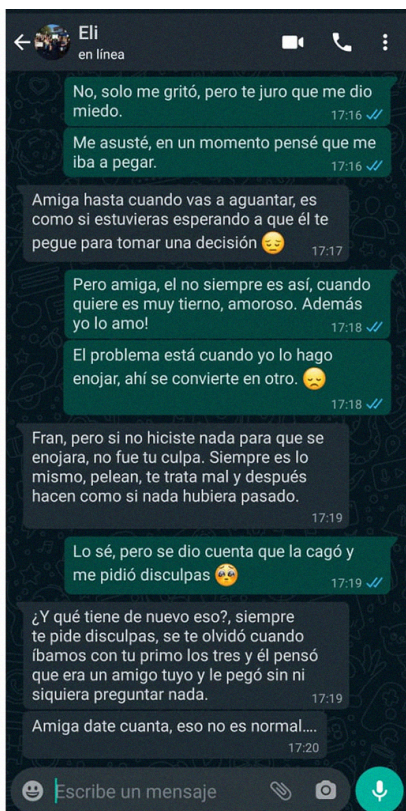 Eli
en línea
No, solo me gritó, pero te juro que me dio
miedo.
17:16
Me asusté, en un momento pensé que me
iba a pegar.
17:16
Amiga hasta cuando vas a aguantar, es
como si estuvieras esperando a que él te
pegue para tomar una decisión 😔
17:17
Pero amiga, el no siempre es así, cuando
quiere es muy tierno, amoroso. Además
yo lo amo!
17:18
El problema está cuando yo lo hago
enojar, ahí se convierte en otro. 😞
17:18
Fran, pero si no hiciste nada para que se
enojara, no fue tu culpa. Siempre es lo
mismo, pelean, te trata mal y después
hacen como si nada hubiera pasado.
17:19
Lo sé, pero se dio cuenta que la cagó y
me pidió disculpas 🥺
17:19
¿Y qué tiene de nuevo eso?, siempre
te pide disculpas, se te olvidó cuando
íbamos con tu primo los tres y él pensó
que era un amigo tuyo y le pegó sin ni
siquiera preguntar nada.
17:19
Amiga date cuanta, eso no es normal....
17:20
Escribe un mensaje